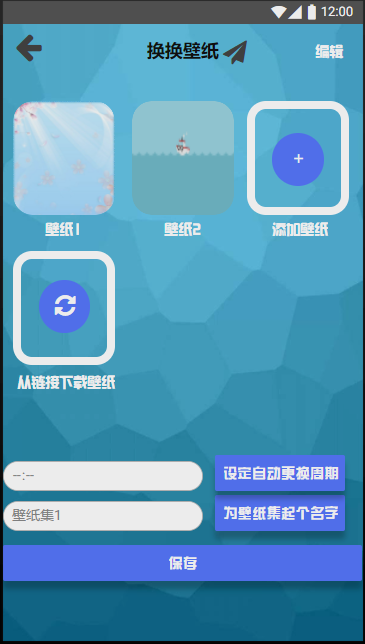 12:00
换换壁纸
编辑
+
壁纸1
壁纸2
添加壁纸
从链接下载壁纸
--:--
设定自动更换周期
壁纸集1
为壁纸集起个名字
保存